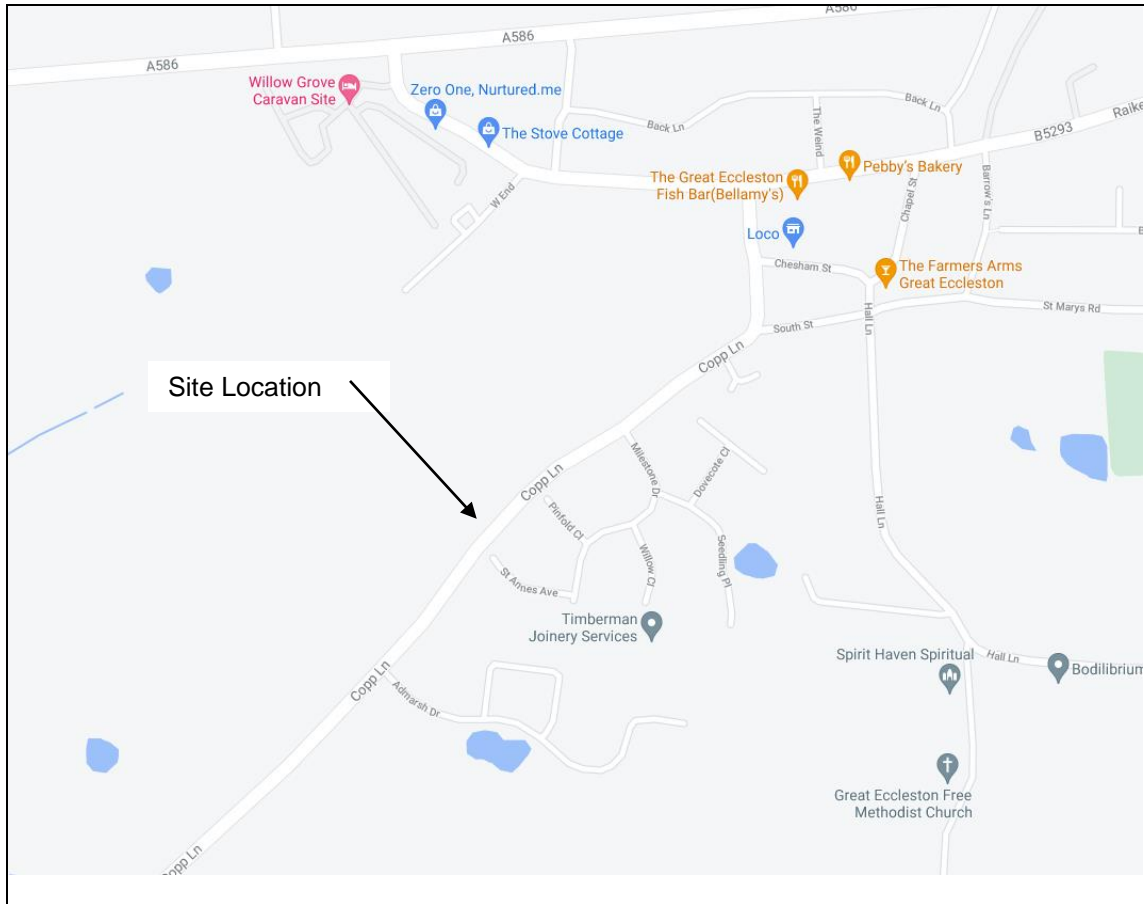 A586
A586
A586
Willow Grove
Caravan Site
Zero One, Nurtured.me
The Stove Cottage
Back Ln
The Weind
Back Ln
B5293
Raike
The Great Eccleston
Fish Bar(Bellamy's)
Pebby's Bakery
W End
Chapel St
Barrow's Ln
Loco
B
Chesham St
The Farmers Arms
Great Eccleston
Hall Ln
St Marys Rd
South St
Copp Ln
Site Location
Milestone Dr
Dovecote Cl
Copp Ln
Pinfold Cl
Hall Ln
Willow Cl
Seedling Pl
St Annes Ave
Timberman
Joinery Services
Spirit Haven Spiritual
Hall Ln
Bodilibrium
Copp Ln
Admarsh Dr
Great Eccleston Free
Methodist Church
Copp Ln